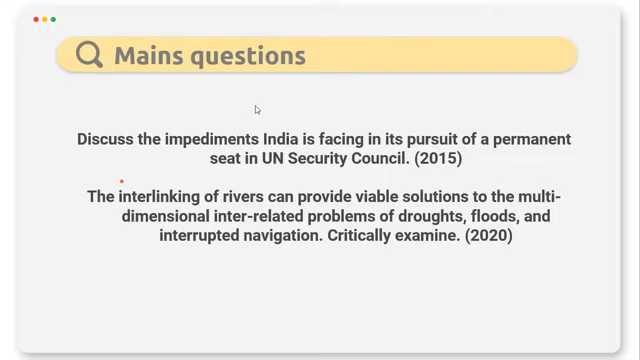 Mains questions
Discuss the impediments India is facing in its pursuit of a permanent
seat in UN Security Council. (2015)
The interlinking of rivers can provide viable solutions to the multi-
dimensional inter-related problems of droughts, floods, and
interrupted navigation. Critically examine. (2020)